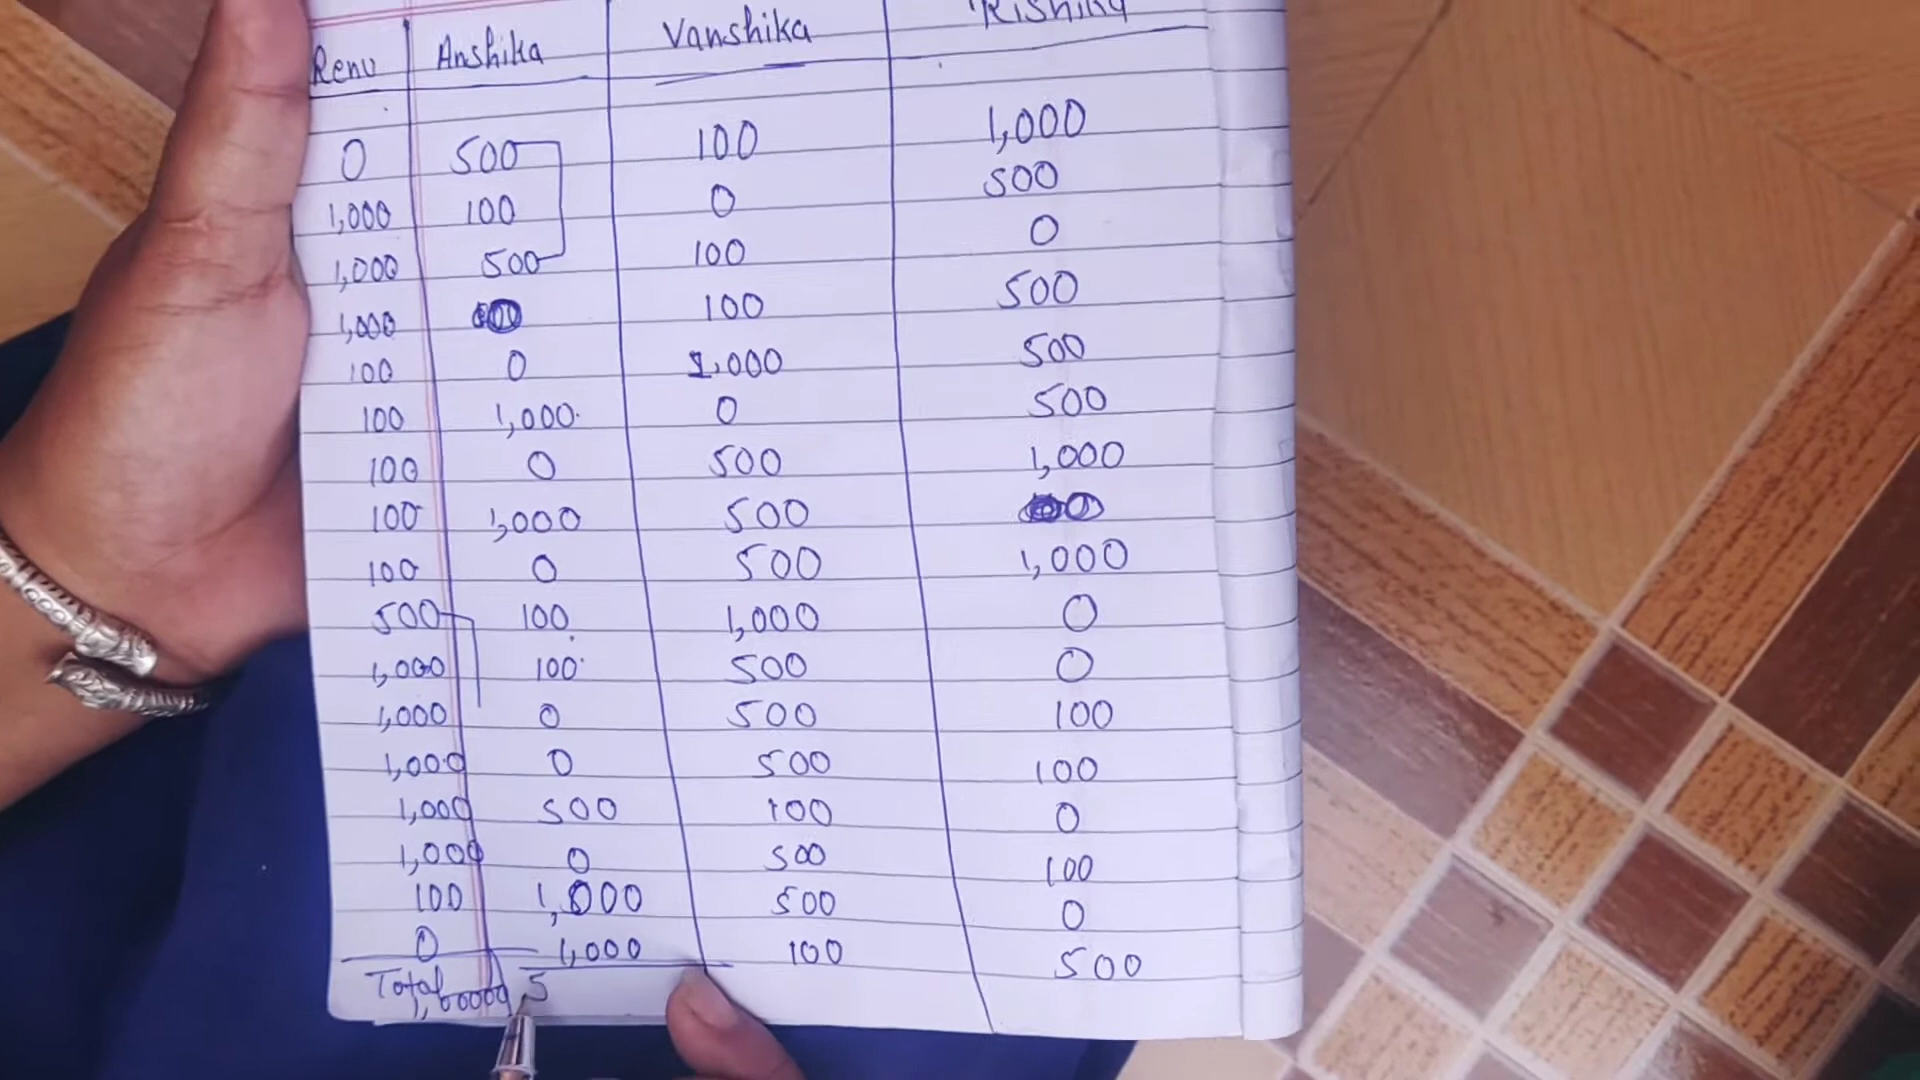 Renu Anshika Vanshika Rishika
0 500 100 1,000
1,000 100 0 500
1,000 500 100 0
1,000 100 500
100 0 1,000 500
100 1,000 0 500
100 0 500 1,000
100 1,000 500
100 0 500 1,000
500 100 1,000 0
1,000 100 500 0
1,000 0 500 100
1,000 0 500 100
1,000 500 100 0
1,000 0 500 100
100 1,000 500 0
0 1,000 100 500
Total 5